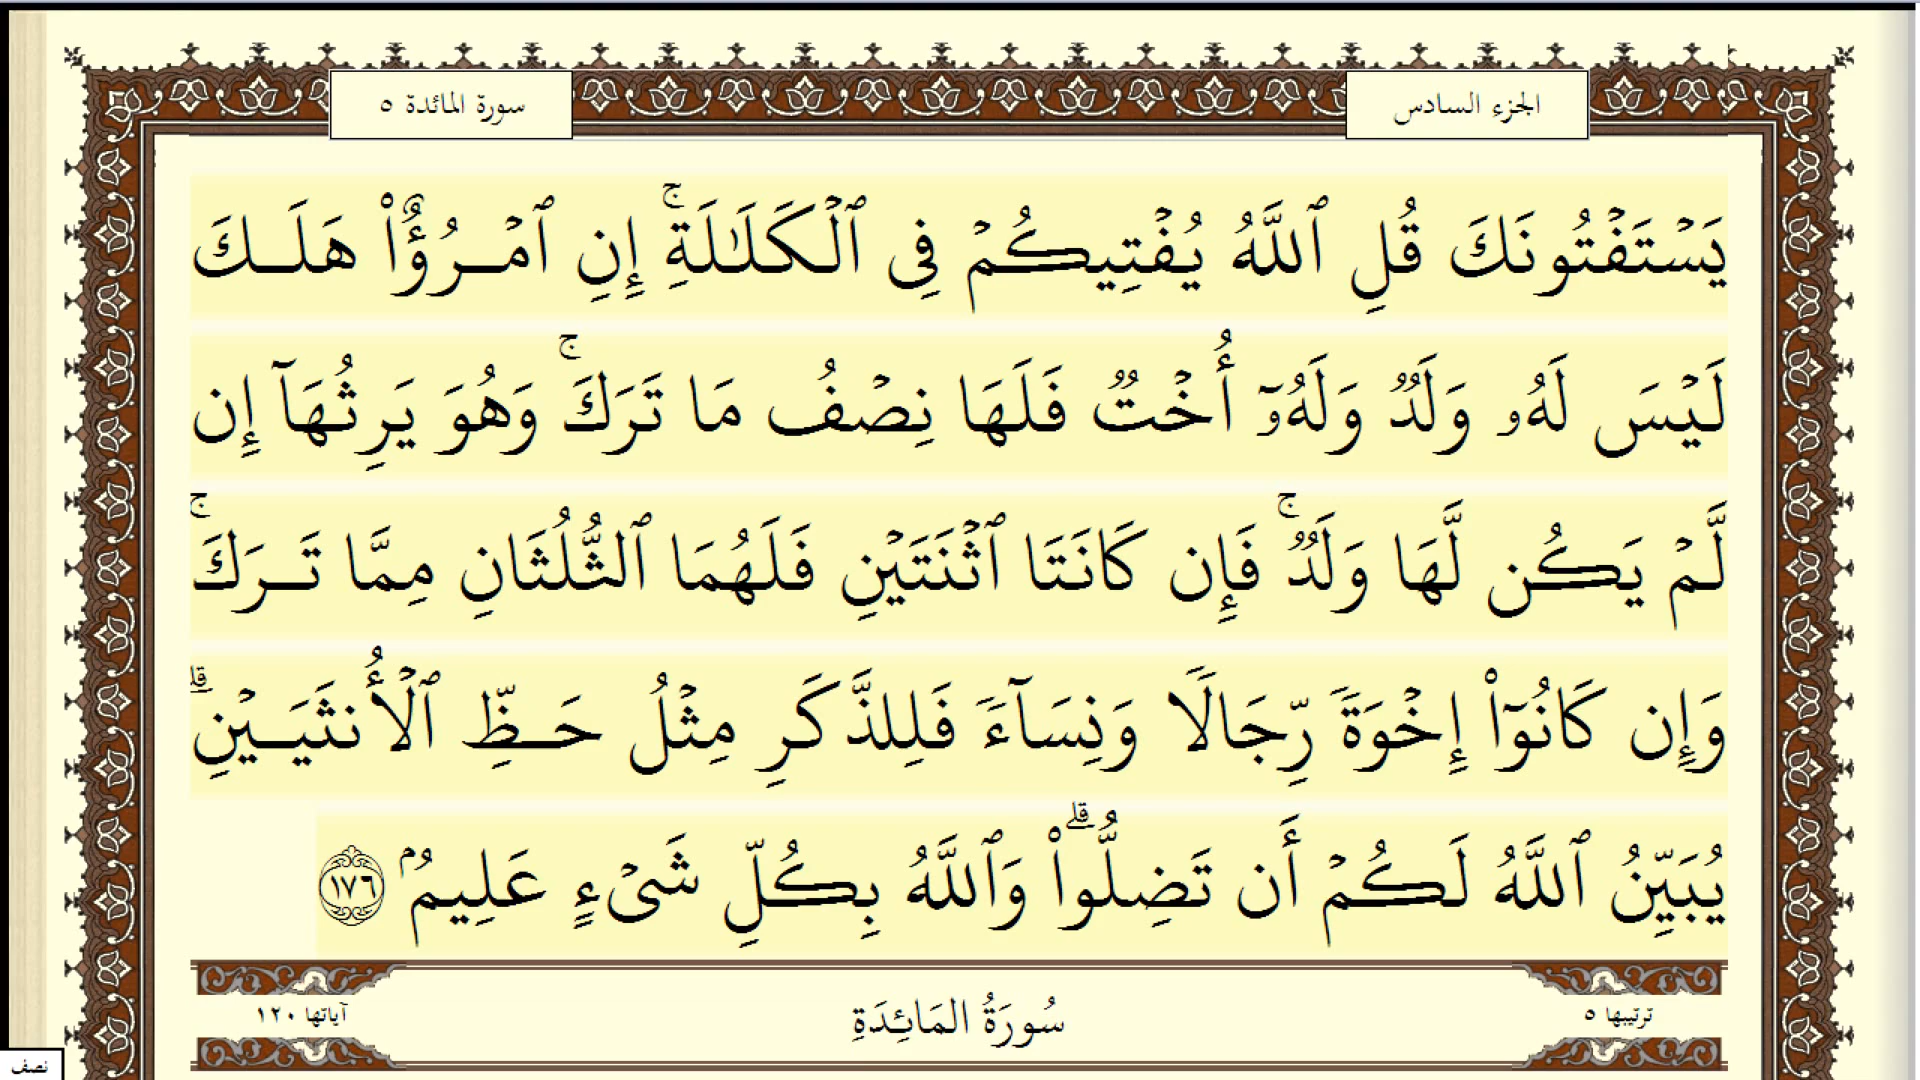 الجزء السادس
سورة المائدة ٥
يَسۡتَفۡتُونَكَ قُلِ ٱللَّهُ يُفۡتِيكُمۡ فِى ٱلۡكَلَـٰلَةِۚ إِنِ ٱمۡرُؤٌاْ هَلَكَ
لَيۡسَ لَهُۥ وَلَدٞ وَلَهُۥٓ أُخۡتٞ فَلَهَا نِصۡفُ مَا تَرَكَۚ وَهُوَ يَرِثُهَآ إِن
لَّمۡ يَكُن لَّهَا وَلَدٞۚ فَإِن كَانَتَا ٱثۡنَتَيۡنِ فَلَهُمَا ٱلثُّلُثَانِ مِمَّا تَرَكَۚ
وَإِن كَانُوٓاْ إِخۡوَةٗ رِّجَالٗا وَنِسَآءٗ فَلِلذَّكَرِ مِثۡلُ حَظِّ ٱلۡأُنثَيَيۡنِۗ
يُبَيِّنُ ٱللَّهُ لَكُمۡ أَن تَضِلُّواْۗ وَٱللَّهُ بِكُلِّ شَىۡءٍ عَلِيمُۢ ١٧٦
ترتيبها ٥
سُورَةُ المَائِدَةِ
آياتها ١٢٠
نصف